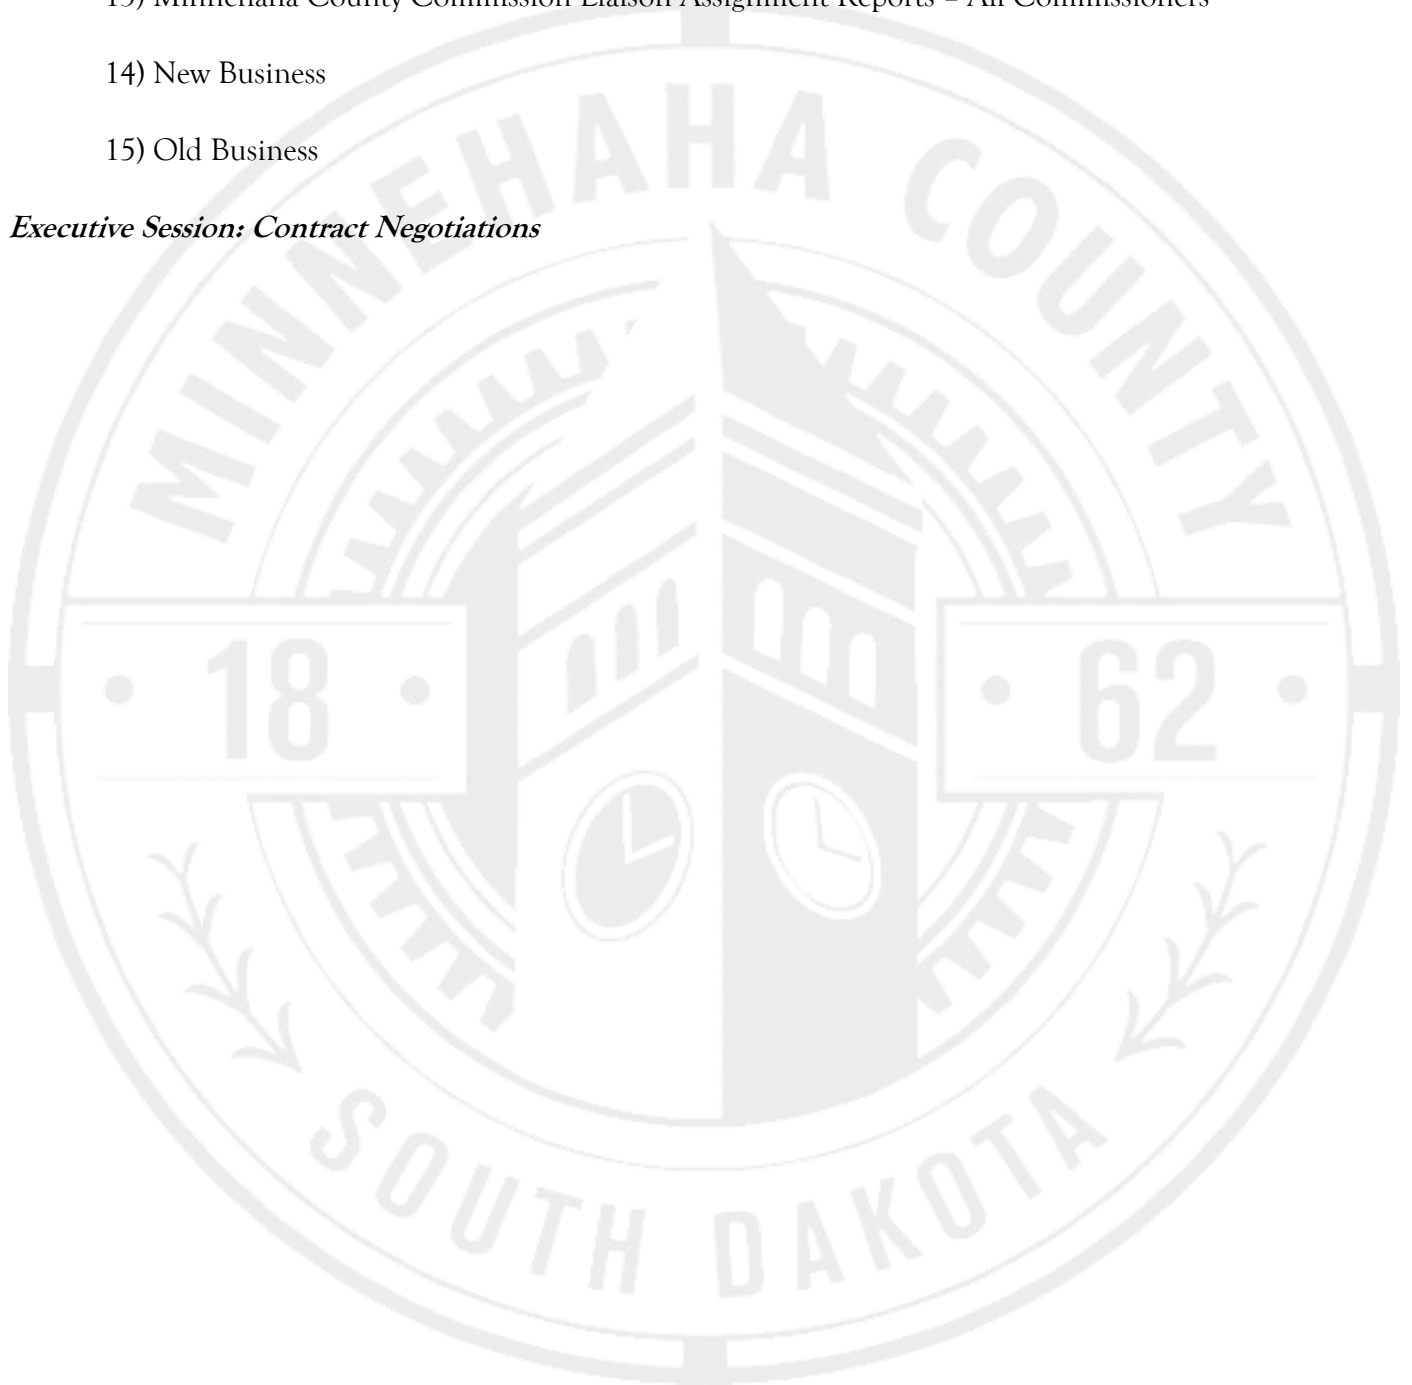 13) Minnehaha County Commission Liaison Assignment Reports – All Commissioners
14) New Business
15) Old Business
Executive Session: Contract Negotiations
MINNEHAHA COUNTY
18 62
SOUTH DAKOTA